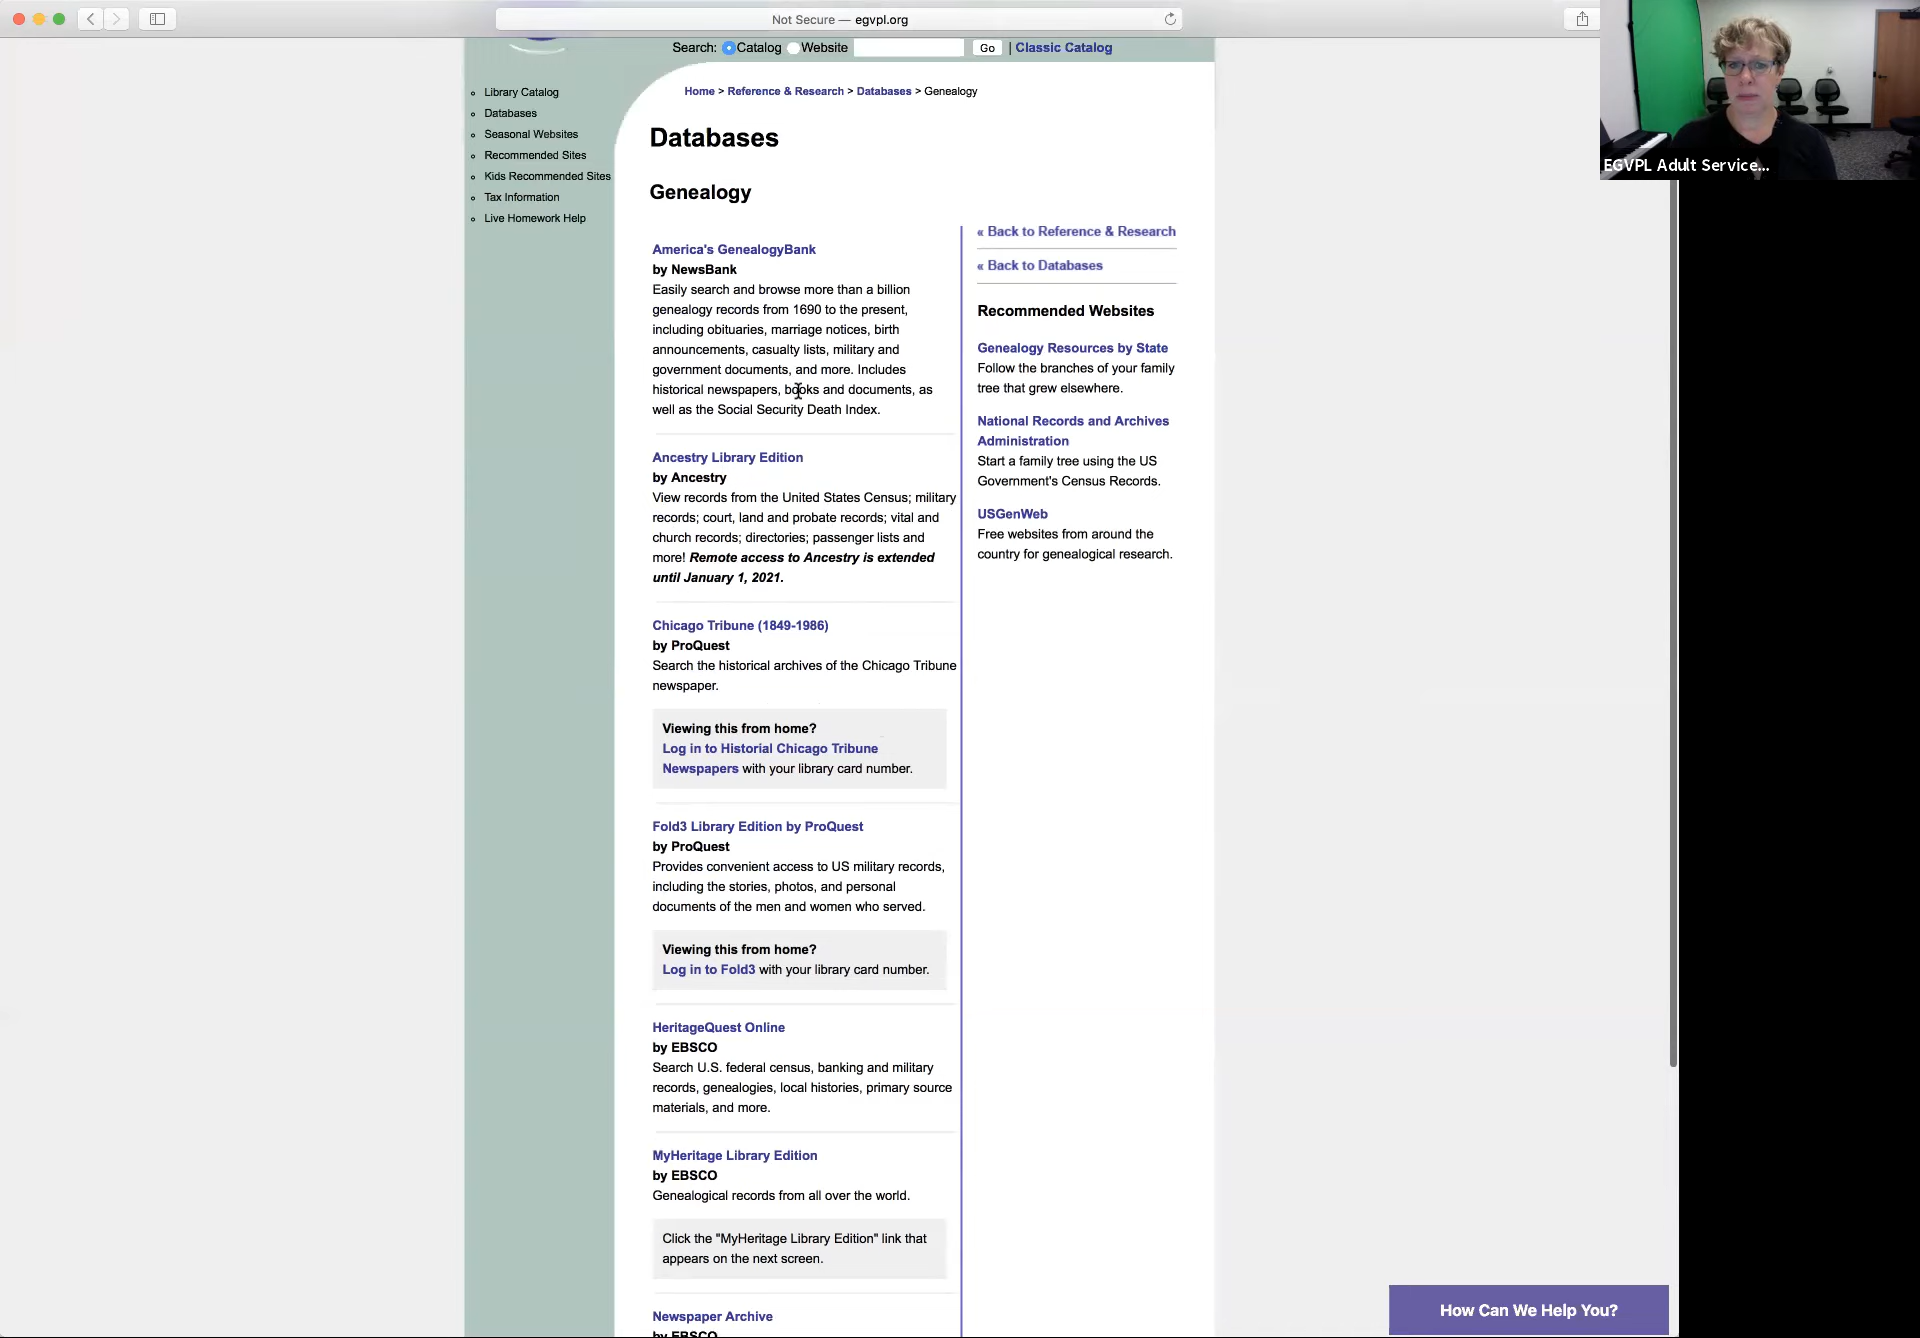 Not Secure — egvpl.org
Search: Catalog Website Go | Classic Catalog
EGVPL Adult Service...
Library Catalog
Databases
Seasonal Websites
Recommended Sites
Kids Recommended Sites
Tax Information
Live Homework Help
Home > Reference & Research > Databases > Genealogy
Databases
Genealogy
America's GenealogyBank
by NewsBank
Easily search and browse more than a billion
genealogy records from 1690 to the present,
including obituaries, marriage notices, birth
announcements, casualty lists, military and
government documents, and more. Includes
historical newspapers, books and documents, as
well as the Social Security Death Index.
Ancestry Library Edition
by Ancestry
View records from the United States Census; military
records; court, land and probate records; vital and
church records; directories; passenger lists and
more! Remote access to Ancestry is extended
until January 1, 2021.
Chicago Tribune (1849-1986)
by ProQuest
Search the historical archives of the Chicago Tribune
newspaper.
Viewing this from home?
Log in to Historial Chicago Tribune
Newspapers with your library card number.
Fold3 Library Edition by ProQuest
by ProQuest
Provides convenient access to US military records,
including the stories, photos, and personal
documents of the men and women who served.
Viewing this from home?
Log in to Fold3 with your library card number.
HeritageQuest Online
by EBSCO
Search U.S. federal census, banking and military
records, genealogies, local histories, primary source
materials, and more.
MyHeritage Library Edition
by EBSCO
Genealogical records from all over the world.
Click the "MyHeritage Library Edition" link that
appears on the next screen.
Newspaper Archive
by EBSCO
« Back to Reference & Research
« Back to Databases
Recommended Websites
Genealogy Resources by State
Follow the branches of your family
tree that grew elsewhere.
National Records and Archives
Administration
Start a family tree using the US
Government's Census Records.
USGenWeb
Free websites from around the
country for genealogical research.
How Can We Help You?